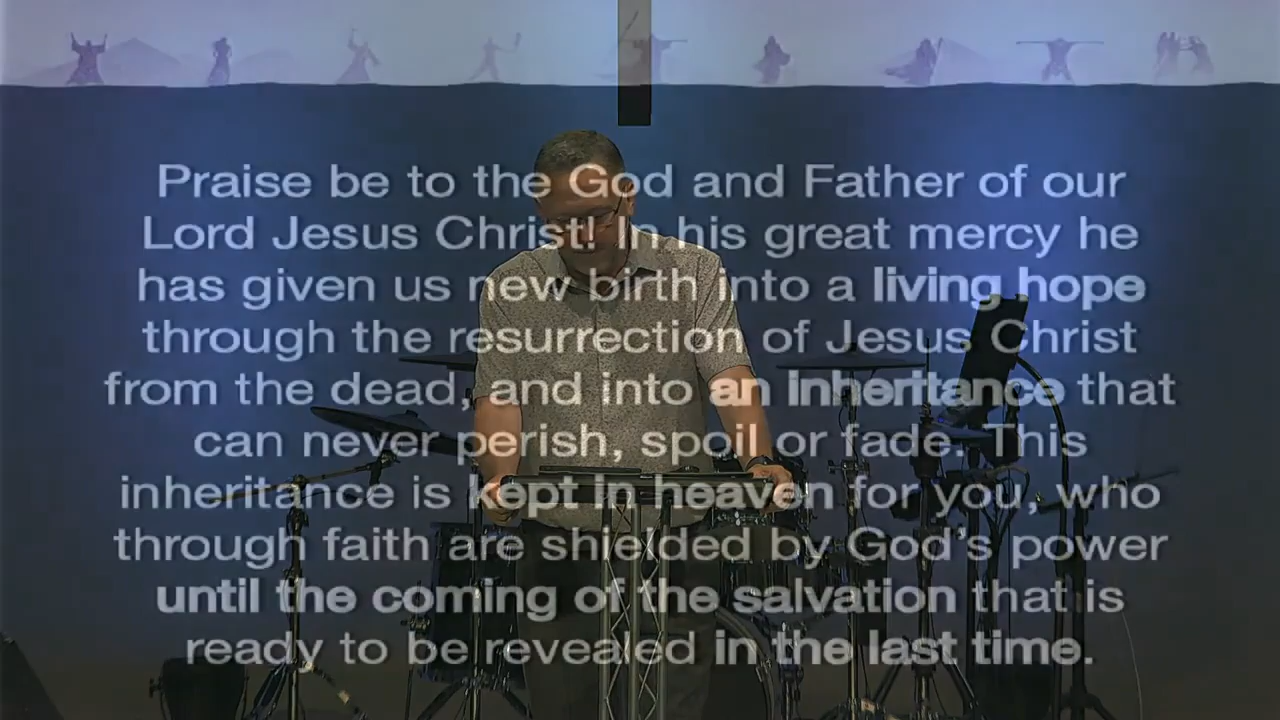 Praise be to the God and Father of our
Lord Jesus Christ! In his great mercy he
has given us new birth into a living hope
through the resurrection of Jesus Christ
from the dead, and into an inheritance that
can never perish, spoil or fade. This
inheritance is kept in heaven for you, who
through faith are shielded by God's power
until the coming of the salvation that is
ready to be revealed in the last time.